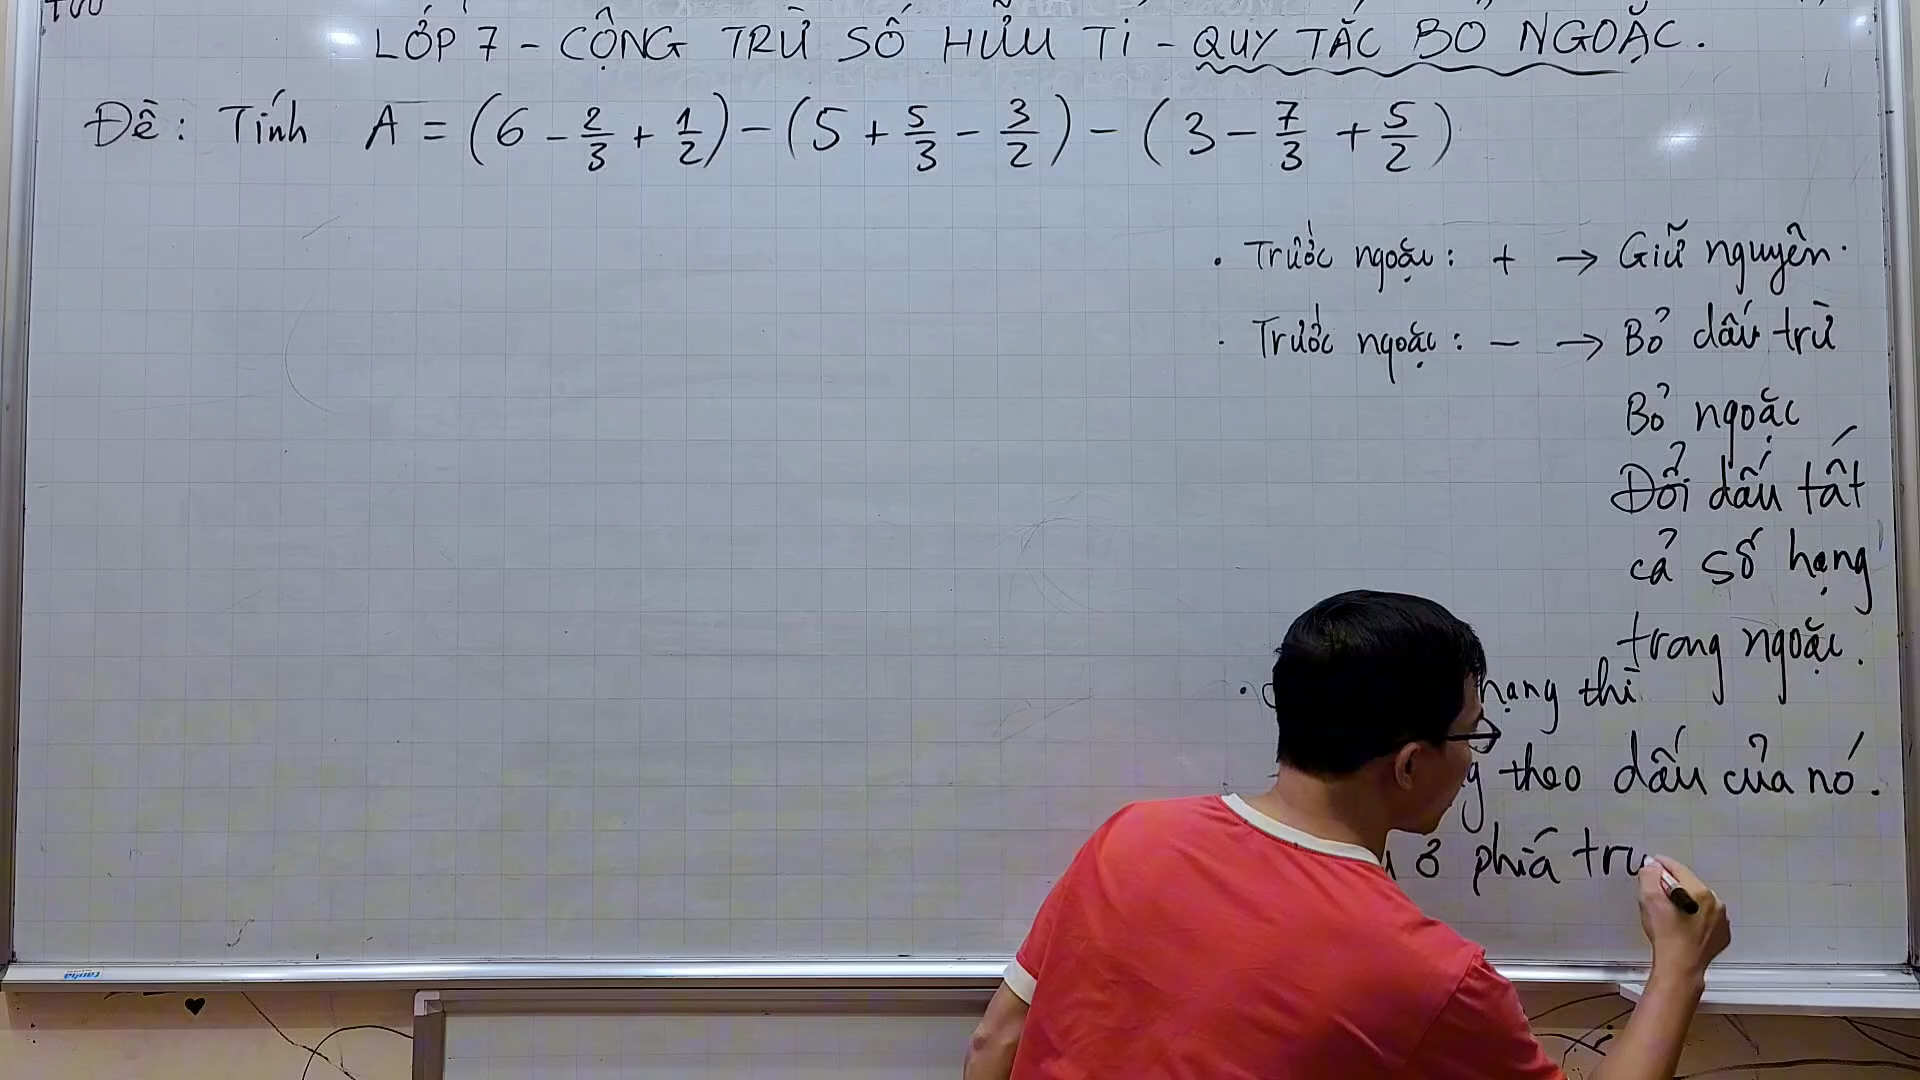 LỚP 7 - CỘNG TRỪ SỐ HỮU TỈ - QUY TẮC BỎ NGOẶC.
Đề: Tính A = (6 - 2/3 + 1/2) - (5 + 5/3 - 3/2) - (3 - 7/3 + 5/2)
. Trước ngoặc: + → Giữ nguyên.
. Trước ngoặc: - → Bỏ dấu trừ
Bỏ ngoặc
Đổi dấu tất
cả số hạng
trong ngoặc.
hạng thì
theo dấu của nó.
ở phía